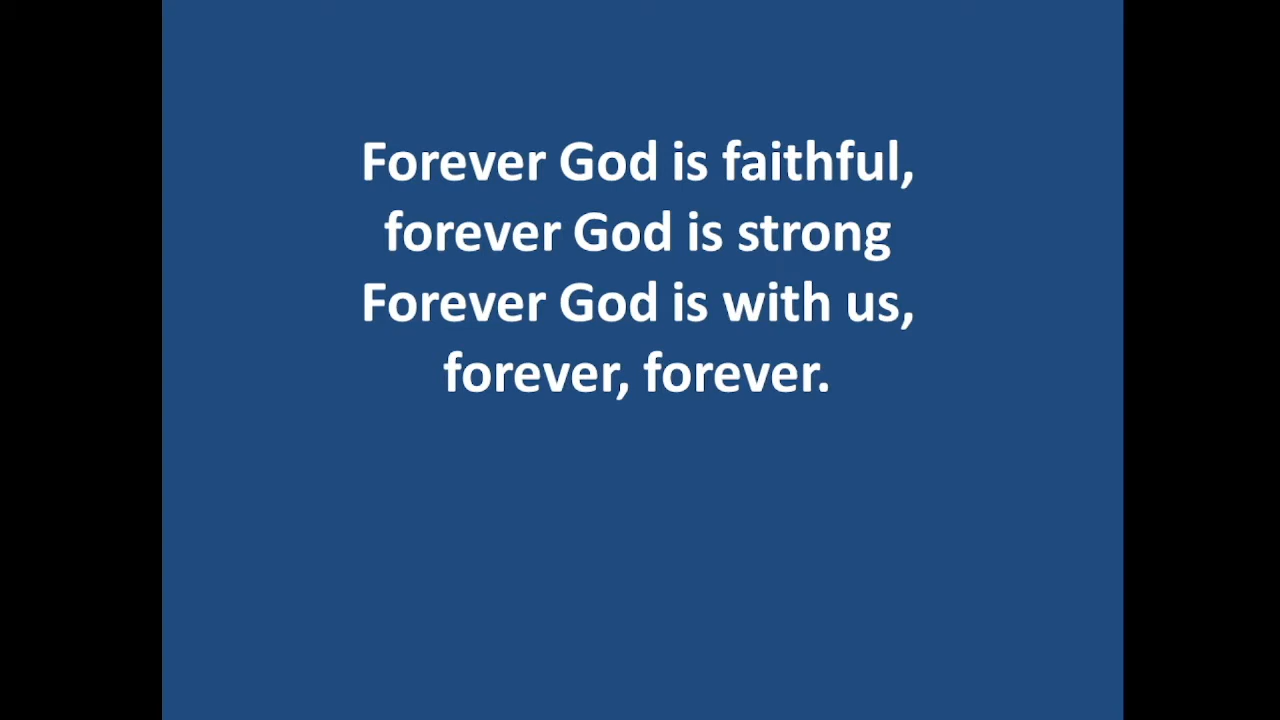 Forever God is faithful,
forever God is strong
Forever God is with us,
forever, forever.